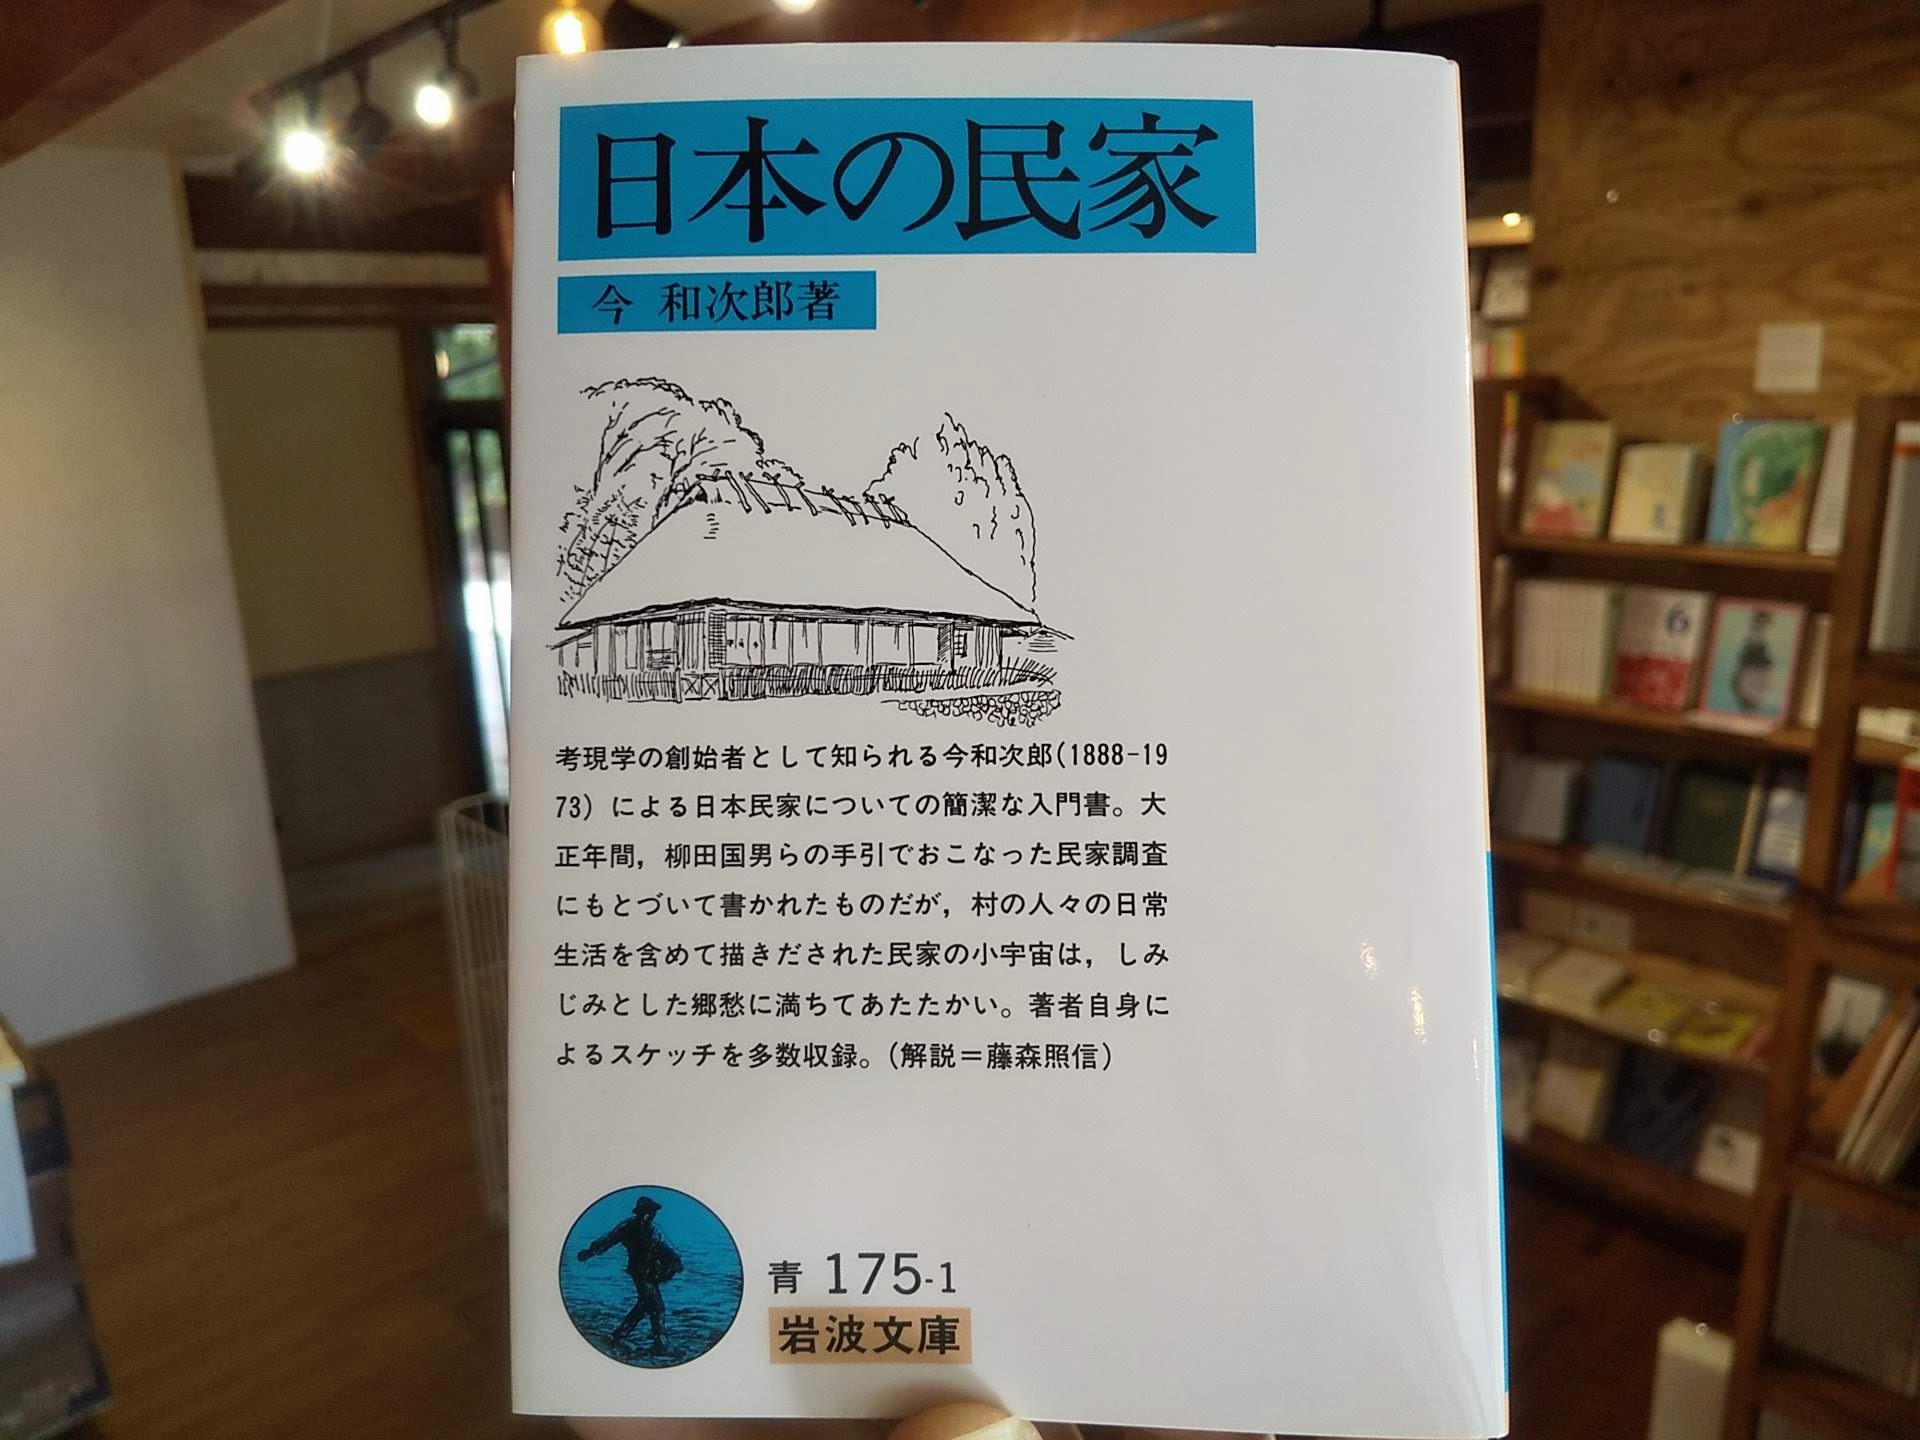 日本の民家
今 和次郎著
考現学の創始者として知られる今和次郎(1888-19
73) による日本民家についての簡潔な入門書。大
正年間，柳田国男らの手引でおこなった民家調査
にもとづいて書かれたものだが，村の人々の日常
生活を含めて描きだされた民家の小宇宙は，しみ
じみとした郷愁に満ちてあたたかい。著者自身に
よるスケッチを多数収録。(解説＝藤森照信)
青 175-1
岩波文庫
6